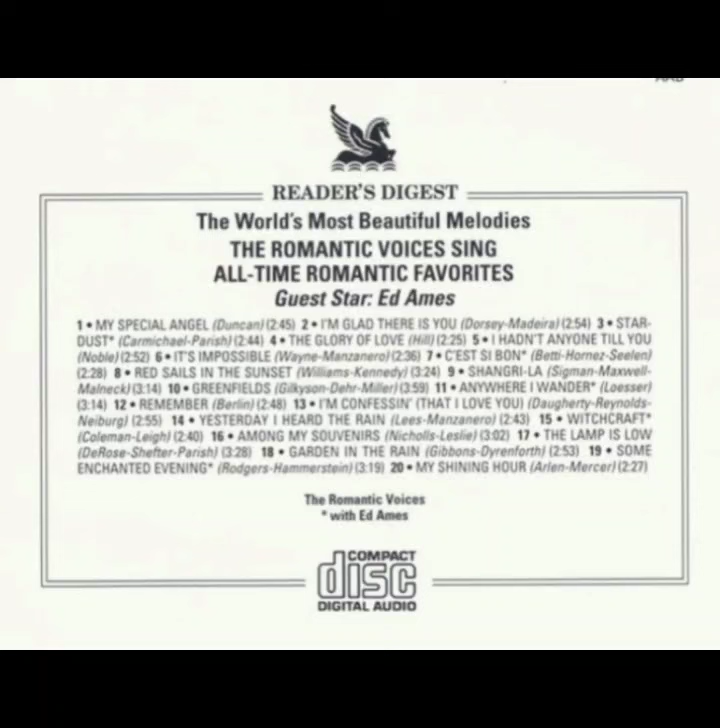 READER'S DIGEST
The World's Most Beautiful Melodies
THE ROMANTIC VOICES SING
ALL-TIME ROMANTIC FAVORITES
Guest Star: Ed Ames
1 • MY SPECIAL ANGEL (Duncan) (2:45) 2 • I'M GLAD THERE IS YOU (Dorsey-Madeira) (2:54) 3 • STAR-
DUST* (Carmichael-Parish) (2:44) 4 • THE GLORY OF LOVE (Hill) (2:25) 5 • I HADN'T ANYONE TILL YOU
(Noble) (2:52) 6 • IT'S IMPOSSIBLE (Wayne-Manzanero) (2:36) 7 • C'EST SI BON* (Betti-Hornez-Seelen)
(2:28) 8 • RED SAILS IN THE SUNSET (Williams-Kennedy) (3:24) 9 • SHANGRI-LA (Sigman-Maxwell-
Malneck) (3:14) 10 • GREENFIELDS (Gilkyson-Dehr-Miller) (3:59) 11 • ANYWHERE I WANDER* (Loesser)
(3:14) 12 • REMEMBER (Berlin) (2:48) 13 • I'M CONFESSIN' (THAT I LOVE YOU) (Daugherty-Reynolds-
Neiburg) (2:55) 14 • YESTERDAY I HEARD THE RAIN (Lees-Manzanero) (2:43) 15 • WITCHCRAFT*
(Coleman-Leigh) (2:40) 16 • AMONG MY SOUVENIRS (Nicholls-Leslie) (3:02) 17 • THE LAMP IS LOW
(DeRose-Shefter-Parish) (3:28) 18 • GARDEN IN THE RAIN (Gibbons-Dyrenforth) (2:53) 19 • SOME
ENCHANTED EVENING* (Rodgers-Hammerstein) (3:19) 20 • MY SHINING HOUR (Arlen-Mercer) (2:27)
The Romantic Voices
* with Ed Ames
COMPACT
disc
DIGITAL AUDIO